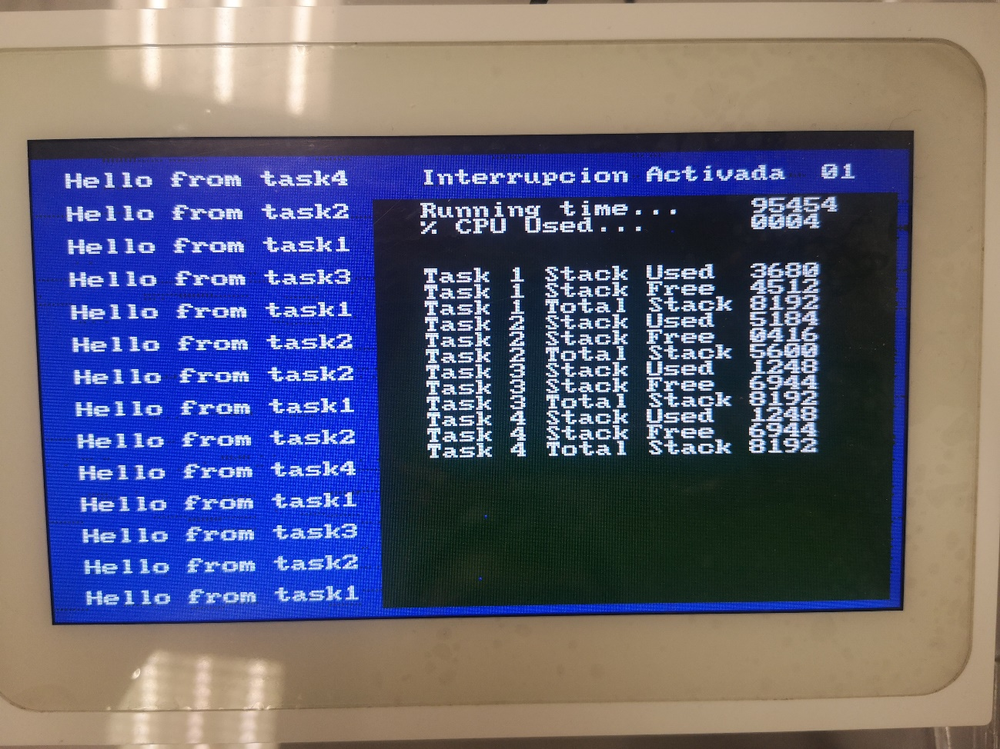 Hello from task4
Hello from task2
Hello from task1
Hello from task3
Hello from task1
Hello from task2
Hello from task2
Hello from task1
Hello from task2
Hello from task4
Hello from task1
Hello from task3
Hello from task2
Hello from task1
Interrupcion Activada 01
Running time... 95454
% CPU Used... 0004
Task 1 Stack Used 3680
Task 1 Stack Free 4512
Task 1 Total Stack 8192
Task 2 Stack Used 5184
Task 2 Stack Free 0416
Task 2 Total Stack 5600
Task 3 Stack Used 1248
Task 3 Stack Free 6944
Task 3 Total Stack 8192
Task 4 Stack Used 1248
Task 4 Stack Free 6944
Task 4 Total Stack 8192